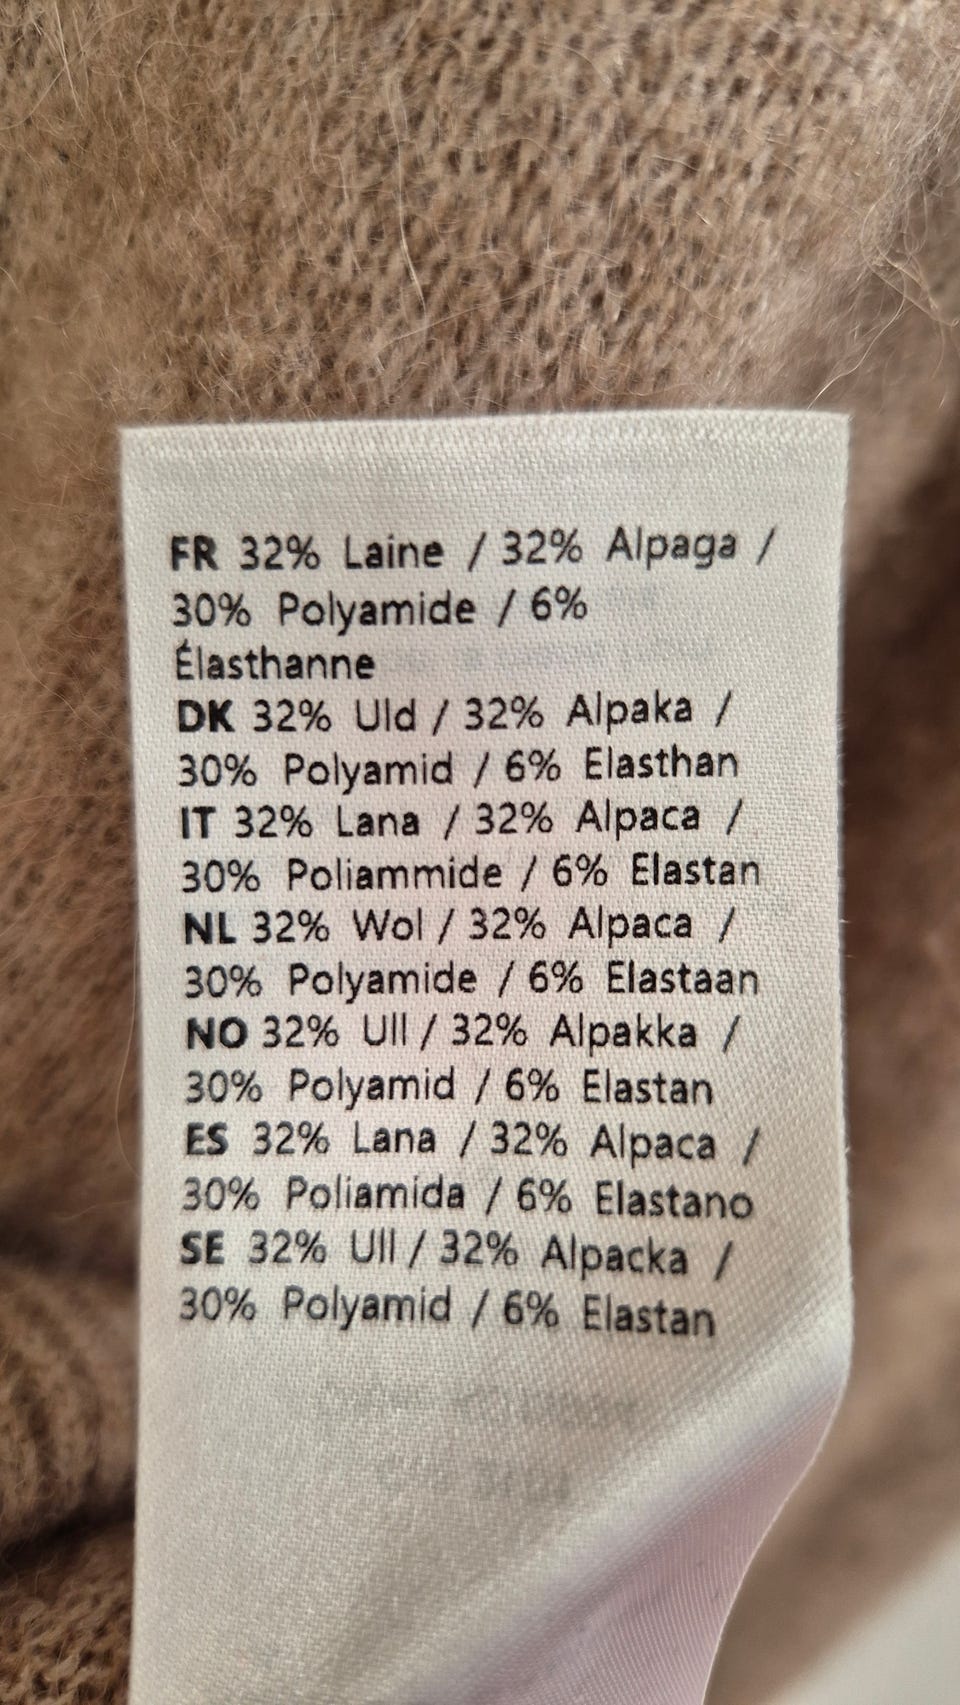 FR 32% Laine / 32% Alpaga /
30% Polyamide / 6%
Élasthanne
DK 32% Uld / 32% Alpaka /
30% Polyamid / 6% Elasthan
IT 32% Lana / 32% Alpaca /
30% Poliammide / 6% Elastan
NL 32% Wol / 32% Alpaca /
30% Polyamide / 6% Elastaan
NO 32% Ull / 32% Alpakka /
30% Polyamid / 6% Elastan
ES 32% Lana / 32% Alpaca /
30% Poliamida / 6% Elastano
SE 32% Ull / 32% Alpacka /
30% Polyamid / 6% Elastan